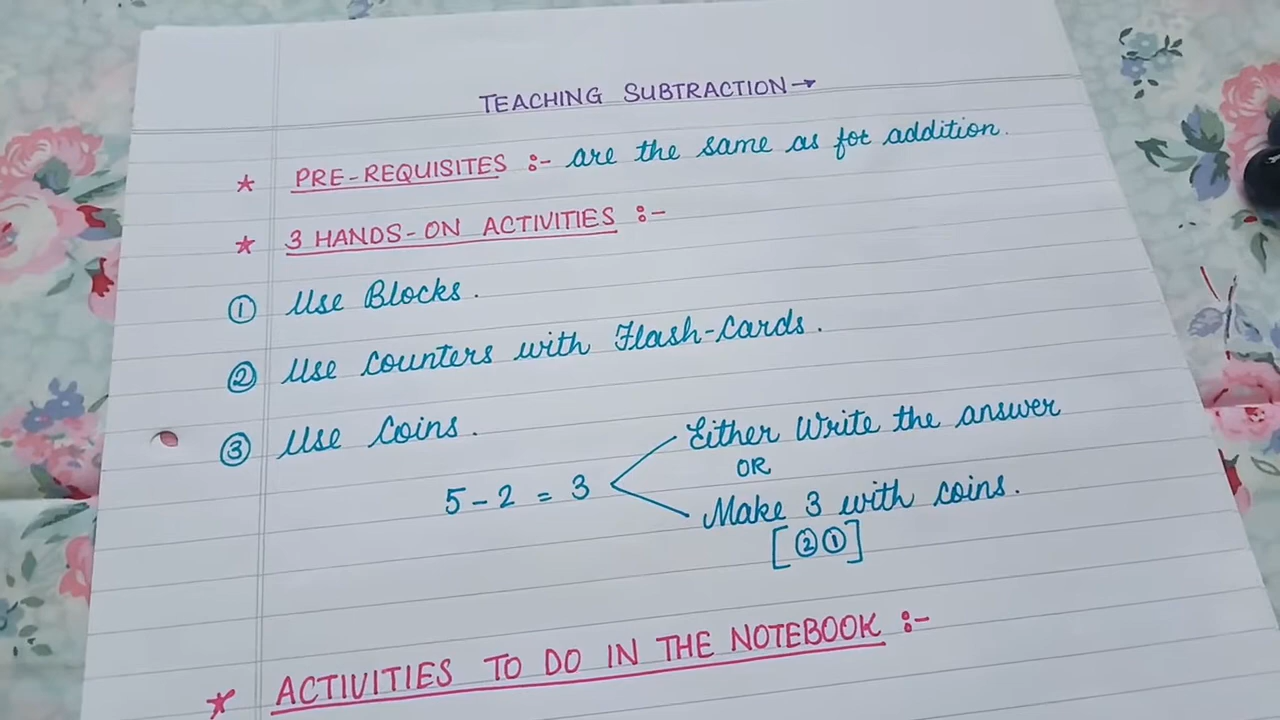 TEACHING SUBTRACTION→
* PRE-REQUISITES :- are the same as for addition.
* 3 HANDS-ON ACTIVITIES :-
① Use Blocks.
② Use Counters with Flash-Cards.
③ Use Coins.
Either Write the answer
OR
5 - 2 = 3
Make 3 with coins.
[②①]
* ACTIVITIES TO DO IN THE NOTEBOOK :-